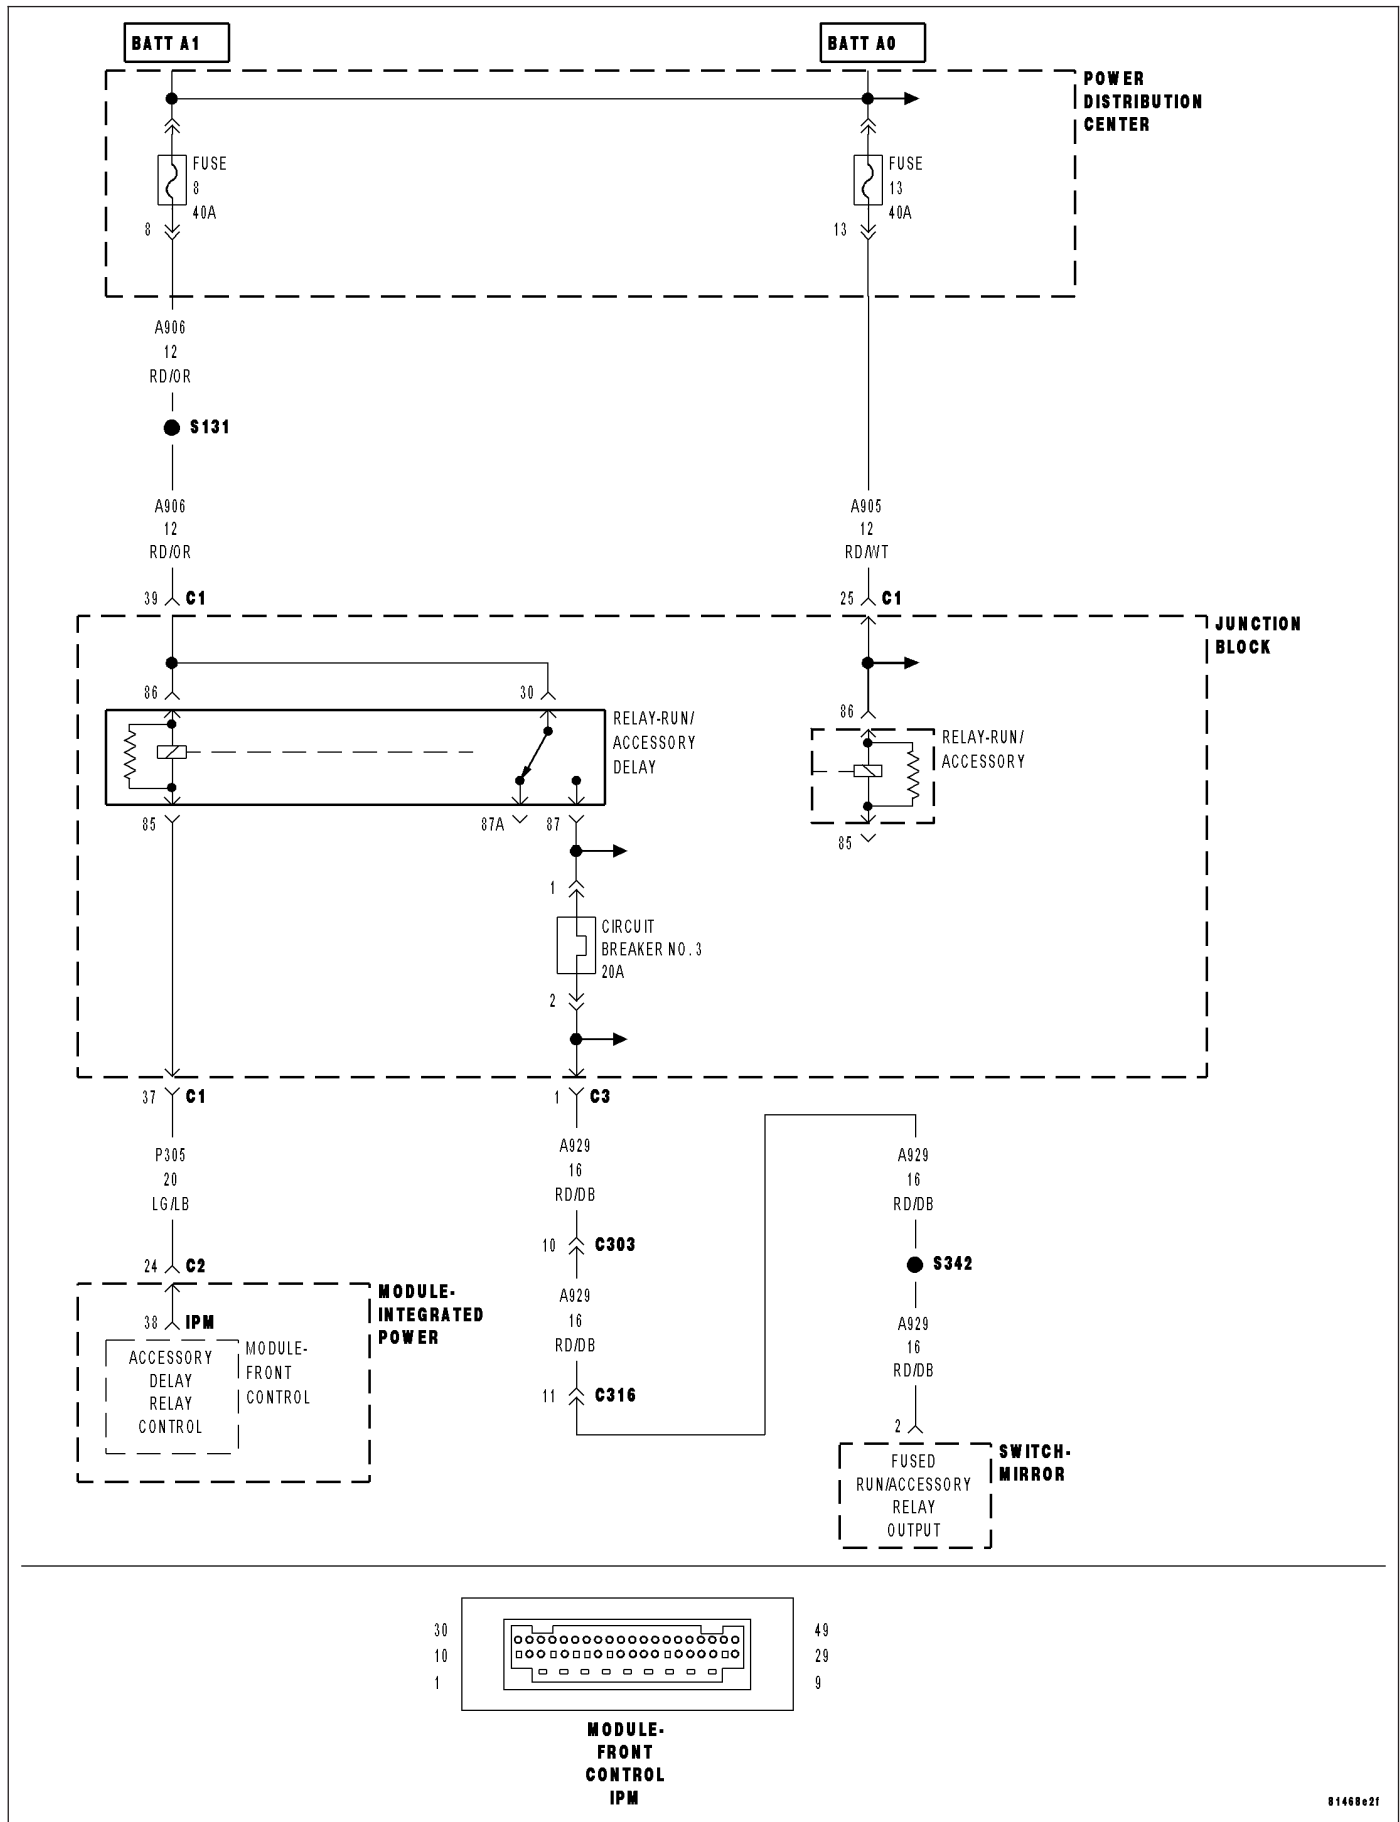 BATT A1
BATT A0
POWER
DISTRIBUTION
CENTER
FUSE
8
40A
8
FUSE
13
40A
13
A906
12
RD/OR
S131
A906
12
RD/OR
A905
12
RD/WT
39 C1
25 C1
JUNCTION
BLOCK
86
30
RELAY-RUN/
ACCESSORY
DELAY
86
RELAY-RUN/
ACCESSORY
85
87A
87
85
1
CIRCUIT
BREAKER NO. 3
20A
2
37 C1
1 C3
P305
20
LG/LB
A929
16
RD/DB
A929
16
RD/DB
24 C2
10 C303
S342
MODULE-
INTEGRATED
POWER
38 IPM
ACCESSORY
DELAY
RELAY
CONTROL
MODULE-
FRONT
CONTROL
A929
16
RD/DB
A929
16
RD/DB
11 C316
2
SWITCH-
MIRROR
FUSED
RUN/ACCESSORY
RELAY
OUTPUT
30
49
10
29
1
9
MODULE-
FRONT
CONTROL
IPM
81468e2f